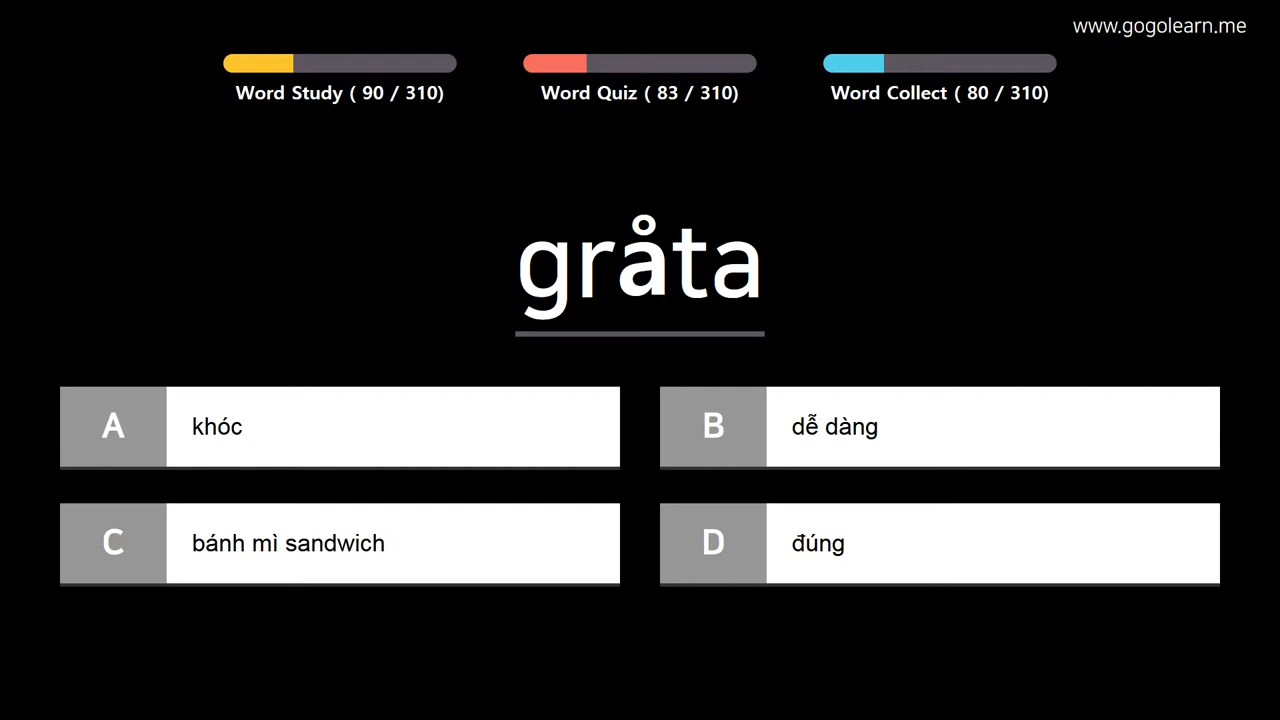 www.gogolearn.me
Word Study ( 90 / 310)
Word Quiz ( 83 / 310)
Word Collect ( 80 / 310)
gråta
A khóc
B dễ dàng
C bánh mì sandwich
D đúng